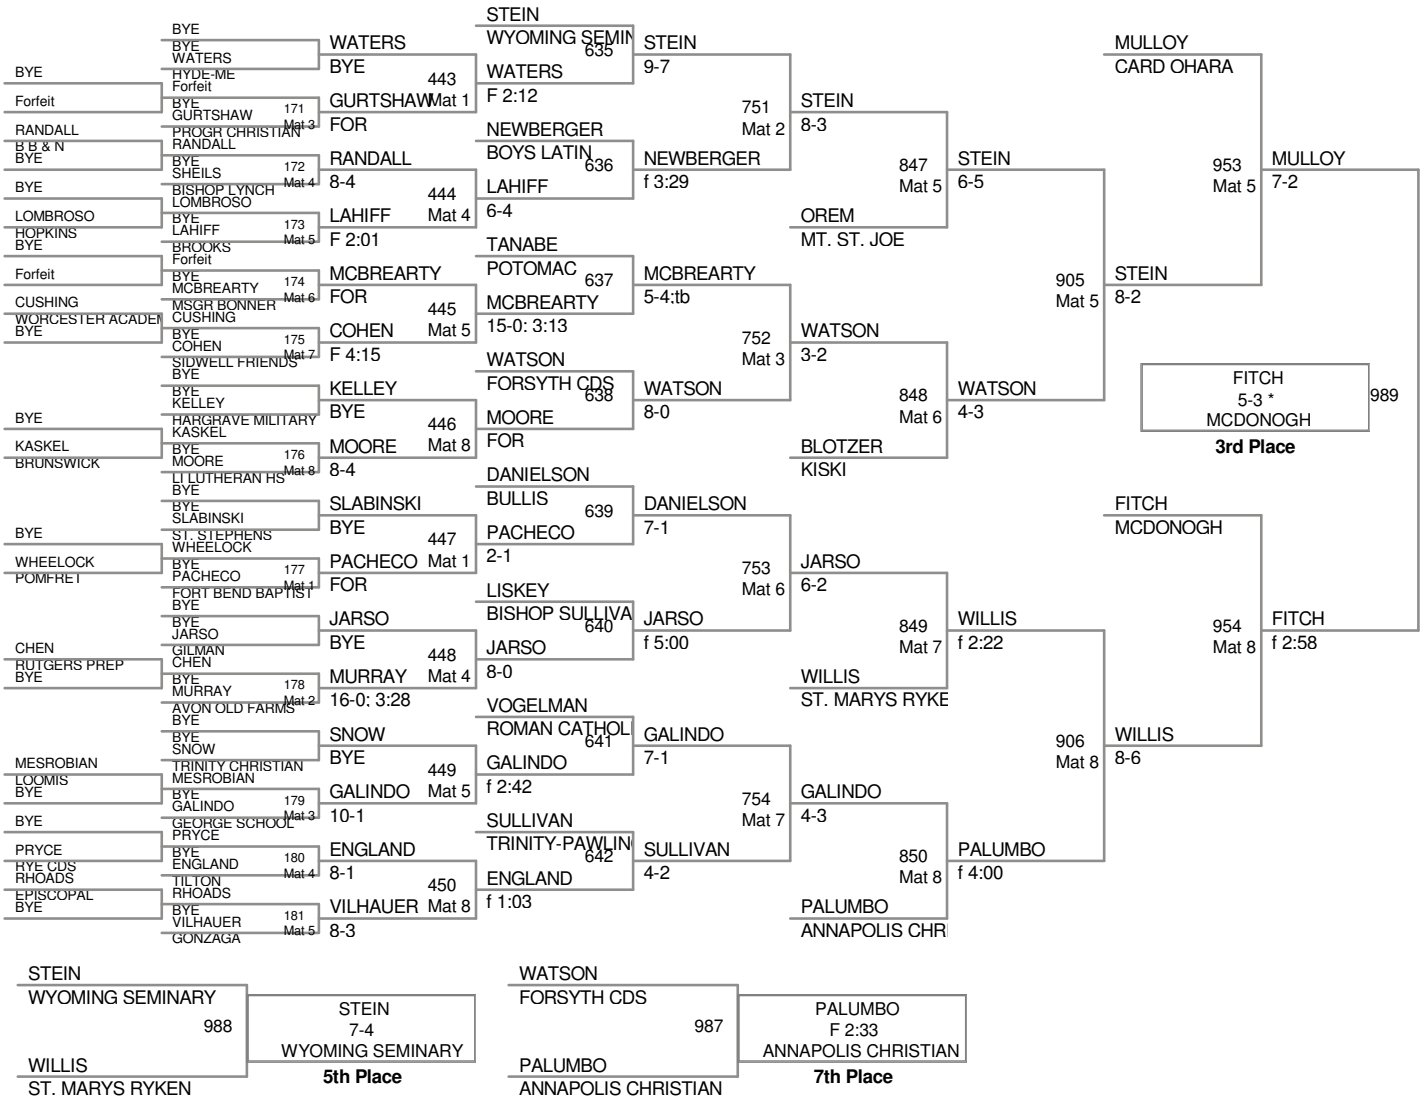 BYE
BYE
WATERS
HYDE-ME
BYE
Forfeit
Forfeit
BYE
GURTSHAW
171
Mat 3
PROGR CHRISTIAN
RANDALL
B B & N
BYE
RANDALL
BYE
SHEILS
172
Mat 4
BISHOP LYNCH
BYE
LOMBROSO
HOPKINS
LOMBROSO
BYE
LAHIFF
173
Mat 5
BROOKS
BYE
Forfeit
Forfeit
BYE
MCBREARTY
174
Mat 6
MSGR BONNER
CUSHING
WORCESTER ACADEM
BYE
CUSHING
BYE
COHEN
175
Mat 7
SIDWELL FRIENDS
BYE
BYE
KELLEY
HARGRAVE MILITARY
BYE
KASKEL
BRUNSWICK
KASKEL
BYE
MOORE
176
Mat 8
LI LUTHERAN HS
BYE
BYE
SLABINSKI
ST. STEPHENS
BYE
WHEELOCK
POMFRET
WHEELOCK
BYE
PACHECO
177
Mat 1
FORT BEND BAPTIST
BYE
BYE
JARSO
GILMAN
CHEN
RUTGERS PREP
BYE
CHEN
BYE
MURRAY
178
Mat 2
AVON OLD FARMS
BYE
BYE
SNOW
TRINITY CHRISTIAN
MESROBIAN
LOOMIS
BYE
MESROBIAN
BYE
GALINDO
179
Mat 3
GEORGE SCHOOL
BYE
PRYCE
RYE CDS
PRYCE
BYE
ENGLAND
180
Mat 4
TILTON
RHOADS
EPISCOPAL
BYE
RHOADS
BYE
VILHAUER
181
Mat 5
GONZAGA
WATERS
BYE
443
Mat 1
GURTSHAW
FOR
RANDALL
8-4
444
Mat 4
LAHIFF
F 2:01
MCBREARTY
FOR
445
Mat 5
COHEN
F 4:15
KELLEY
BYE
446
Mat 8
MOORE
8-4
SLABINSKI
BYE
447
Mat 1
PACHECO
FOR
JARSO
BYE
448
Mat 4
MURRAY
16-0; 3:28
SNOW
BYE
449
Mat 5
GALINDO
10-1
ENGLAND
8-1
450
Mat 8
VILHAUER
8-3
STEIN
WYOMING SEMIN
635
WATERS
F 2:12
NEWBERGER
BOYS LATIN
636
LAHIFF
6-4
TANABE
POTOMAC
637
MCBREARTY
15-0; 3:13
WATSON
FORSYTH CDS
638
MOORE
FOR
DANIELSON
BULLIS
639
PACHECO
2-1
LISKEY
BISHOP SULLIVA
640
JARSO
8-0
VOGELMAN
ROMAN CATHOLI
641
GALINDO
f 2:42
SULLIVAN
TRINITY-PAWLING
642
ENGLAND
f 1:03
STEIN
9-7
751
Mat 2
NEWBERGER
f 3:29
MCBREARTY
5-4;tb
752
Mat 3
WATSON
8-0
DANIELSON
7-1
753
Mat 6
JARSO
f 5:00
GALINDO
7-1
754
Mat 7
SULLIVAN
4-2
STEIN
8-3
847
Mat 5
OREM
MT. ST. JOE
WATSON
3-2
848
Mat 6
BLOTZER
KISKI
JARSO
6-2
849
Mat 7
WILLIS
ST. MARYS RYKE
GALINDO
4-3
850
Mat 8
PALUMBO
ANNAPOLIS CHRI
STEIN
6-5
905
Mat 5
WATSON
4-3
WILLIS
f 2:22
906
Mat 8
PALUMBO
f 4:00
MULLOY
CARD OHARA
953
Mat 5
STEIN
8-2
FITCH
MCDONOGH
954
Mat 8
WILLIS
8-6
MULLOY
7-2
FITCH
5-3 *
MCDONOGH
989
3rd Place
FITCH
f 2:58
STEIN
WYOMING SEMINARY
988
WILLIS
ST. MARYS RYKEN
STEIN
7-4
WYOMING SEMINARY
5th Place
WATSON
FORSYTH CDS
987
PALUMBO
ANNAPOLIS CHRISTIAN
PALUMBO
F 2:33
ANNAPOLIS CHRISTIAN
7th Place